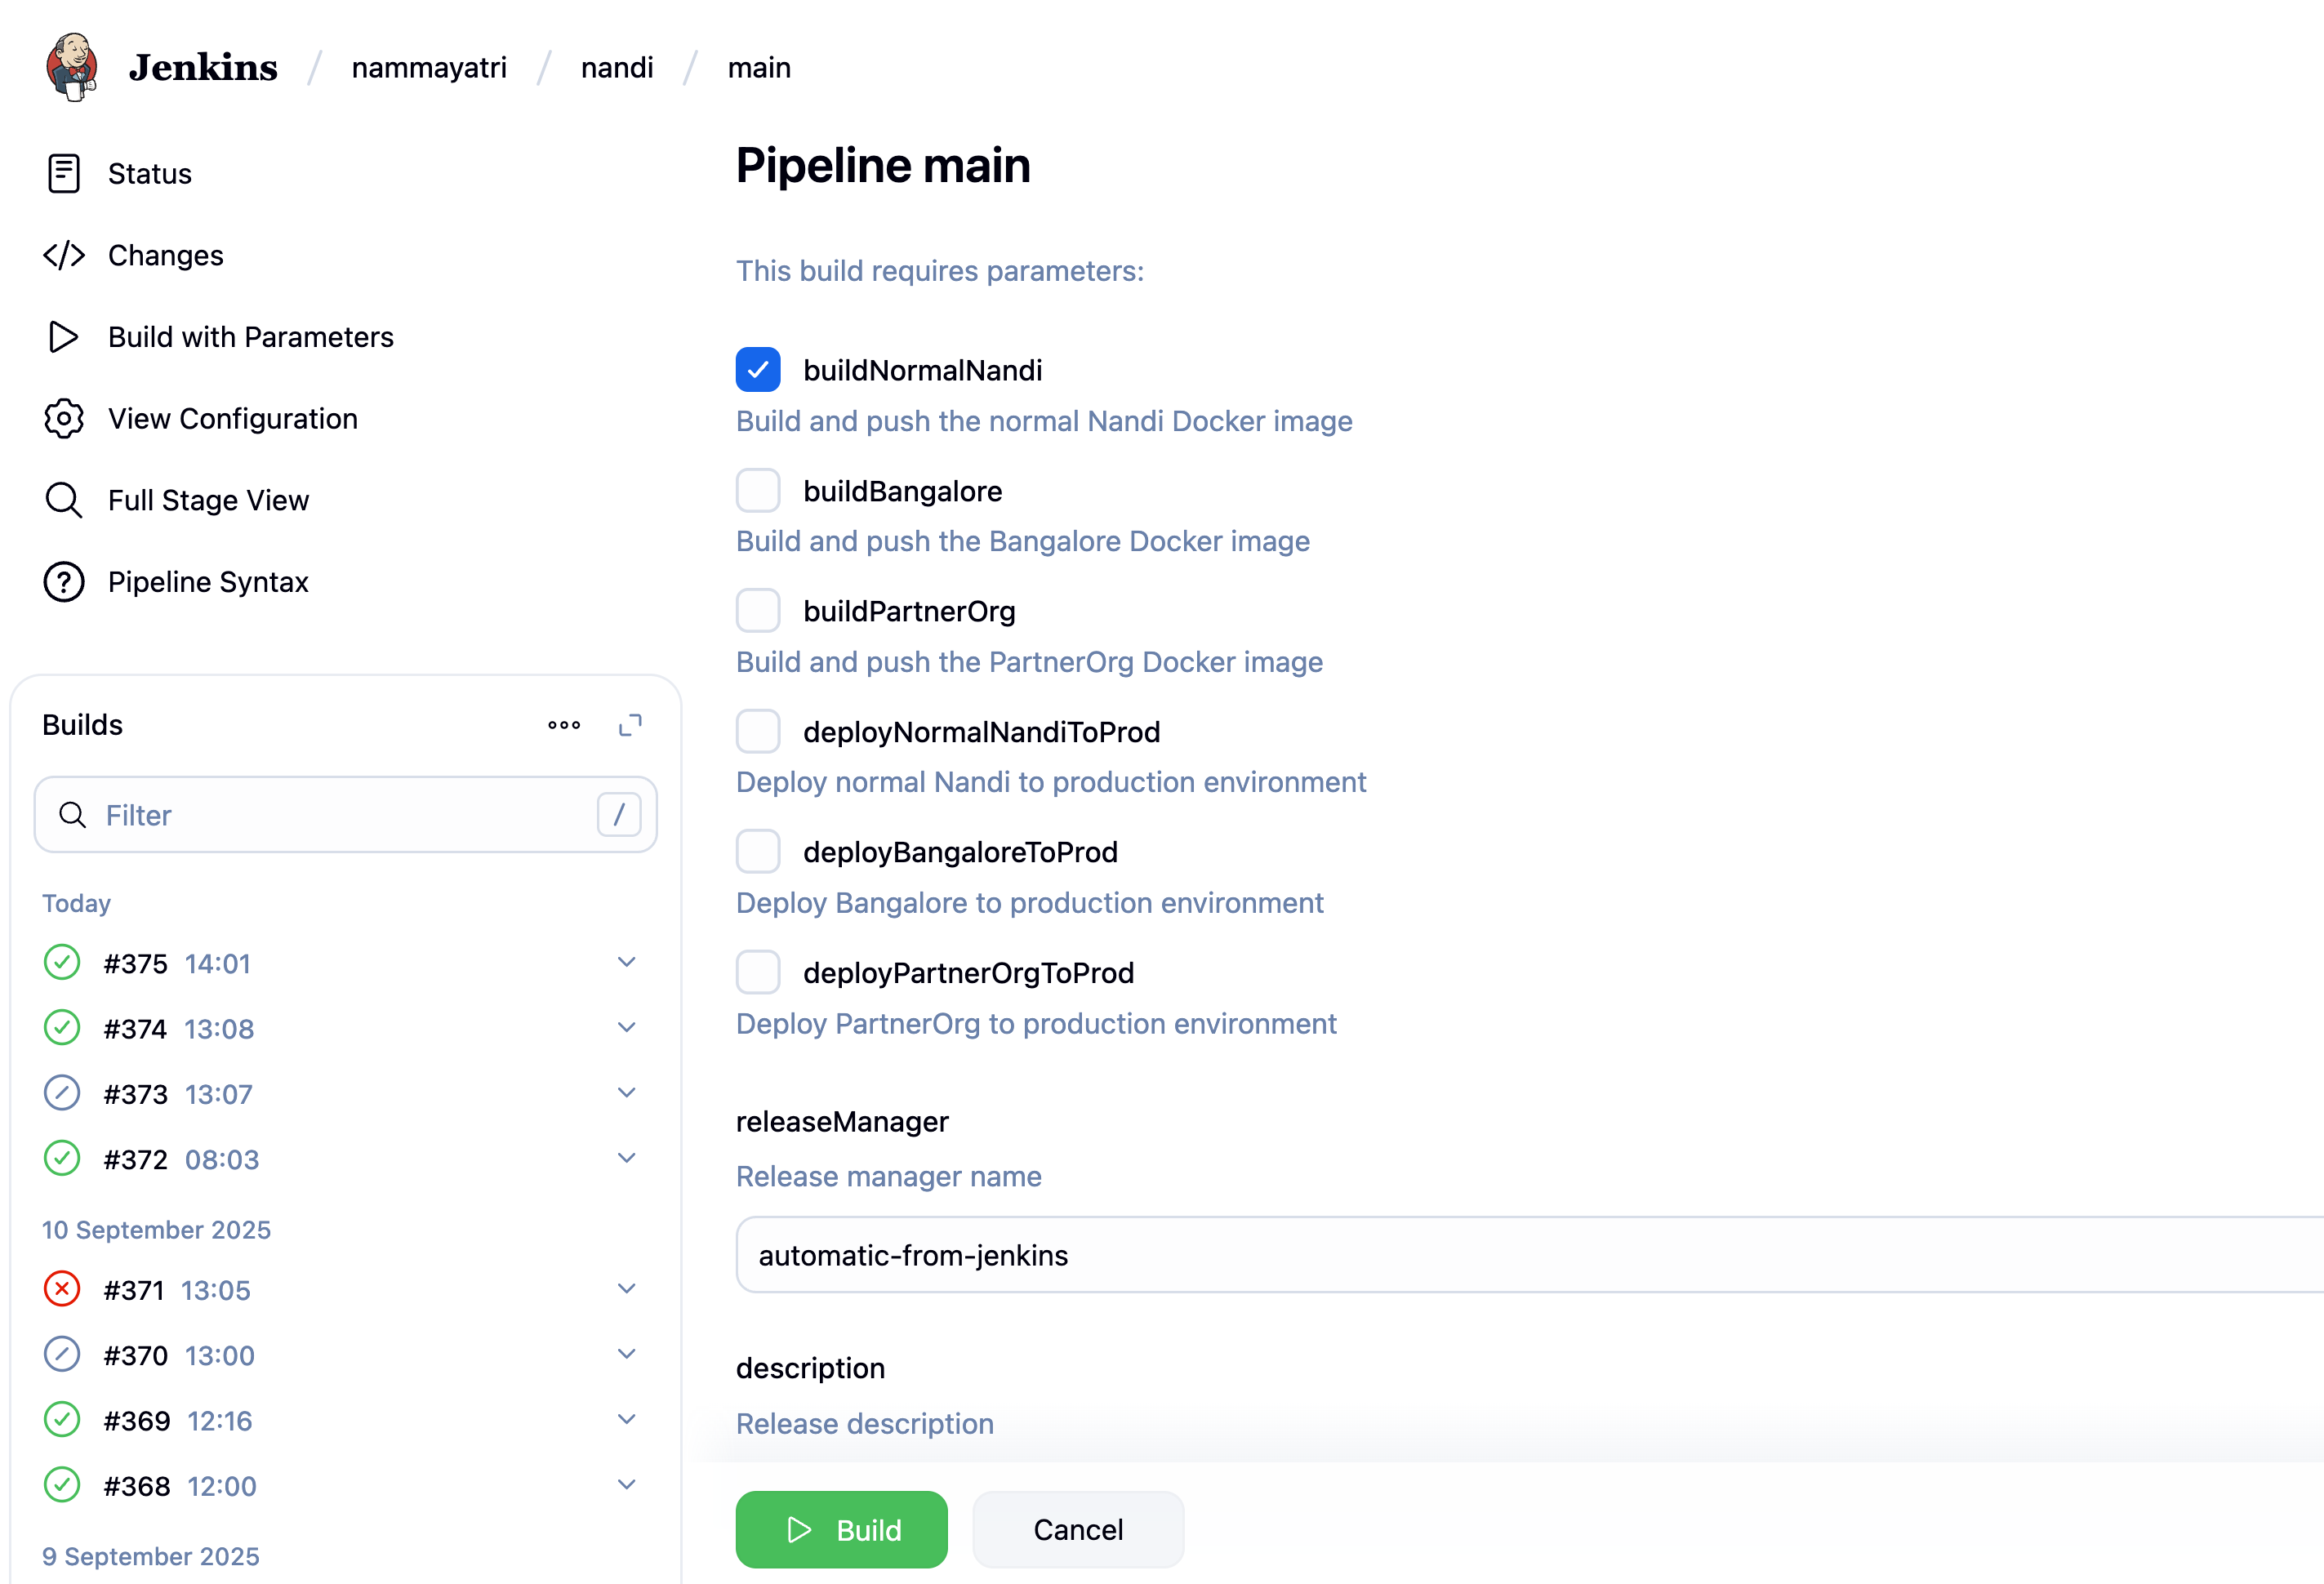 Jenkins / nammayatri / nandi / main
Status
Changes
Build with Parameters
View Configuration
Full Stage View
Pipeline Syntax
Builds
Filter /
Today
#375 14:01
#374 13:08
#373 13:07
#372 08:03
10 September 2025
#371 13:05
#370 13:00
#369 12:16
#368 12:00
9 September 2025
Pipeline main
This build requires parameters:
buildNormalNandi
Build and push the normal Nandi Docker image
buildBangalore
Build and push the Bangalore Docker image
buildPartnerOrg
Build and push the PartnerOrg Docker image
deployNormalNandiToProd
Deploy normal Nandi to production environment
deployBangaloreToProd
Deploy Bangalore to production environment
deployPartnerOrgToProd
Deploy PartnerOrg to production environment
releaseManager
Release manager name
automatic-from-jenkins
description
Release description
Build Cancel